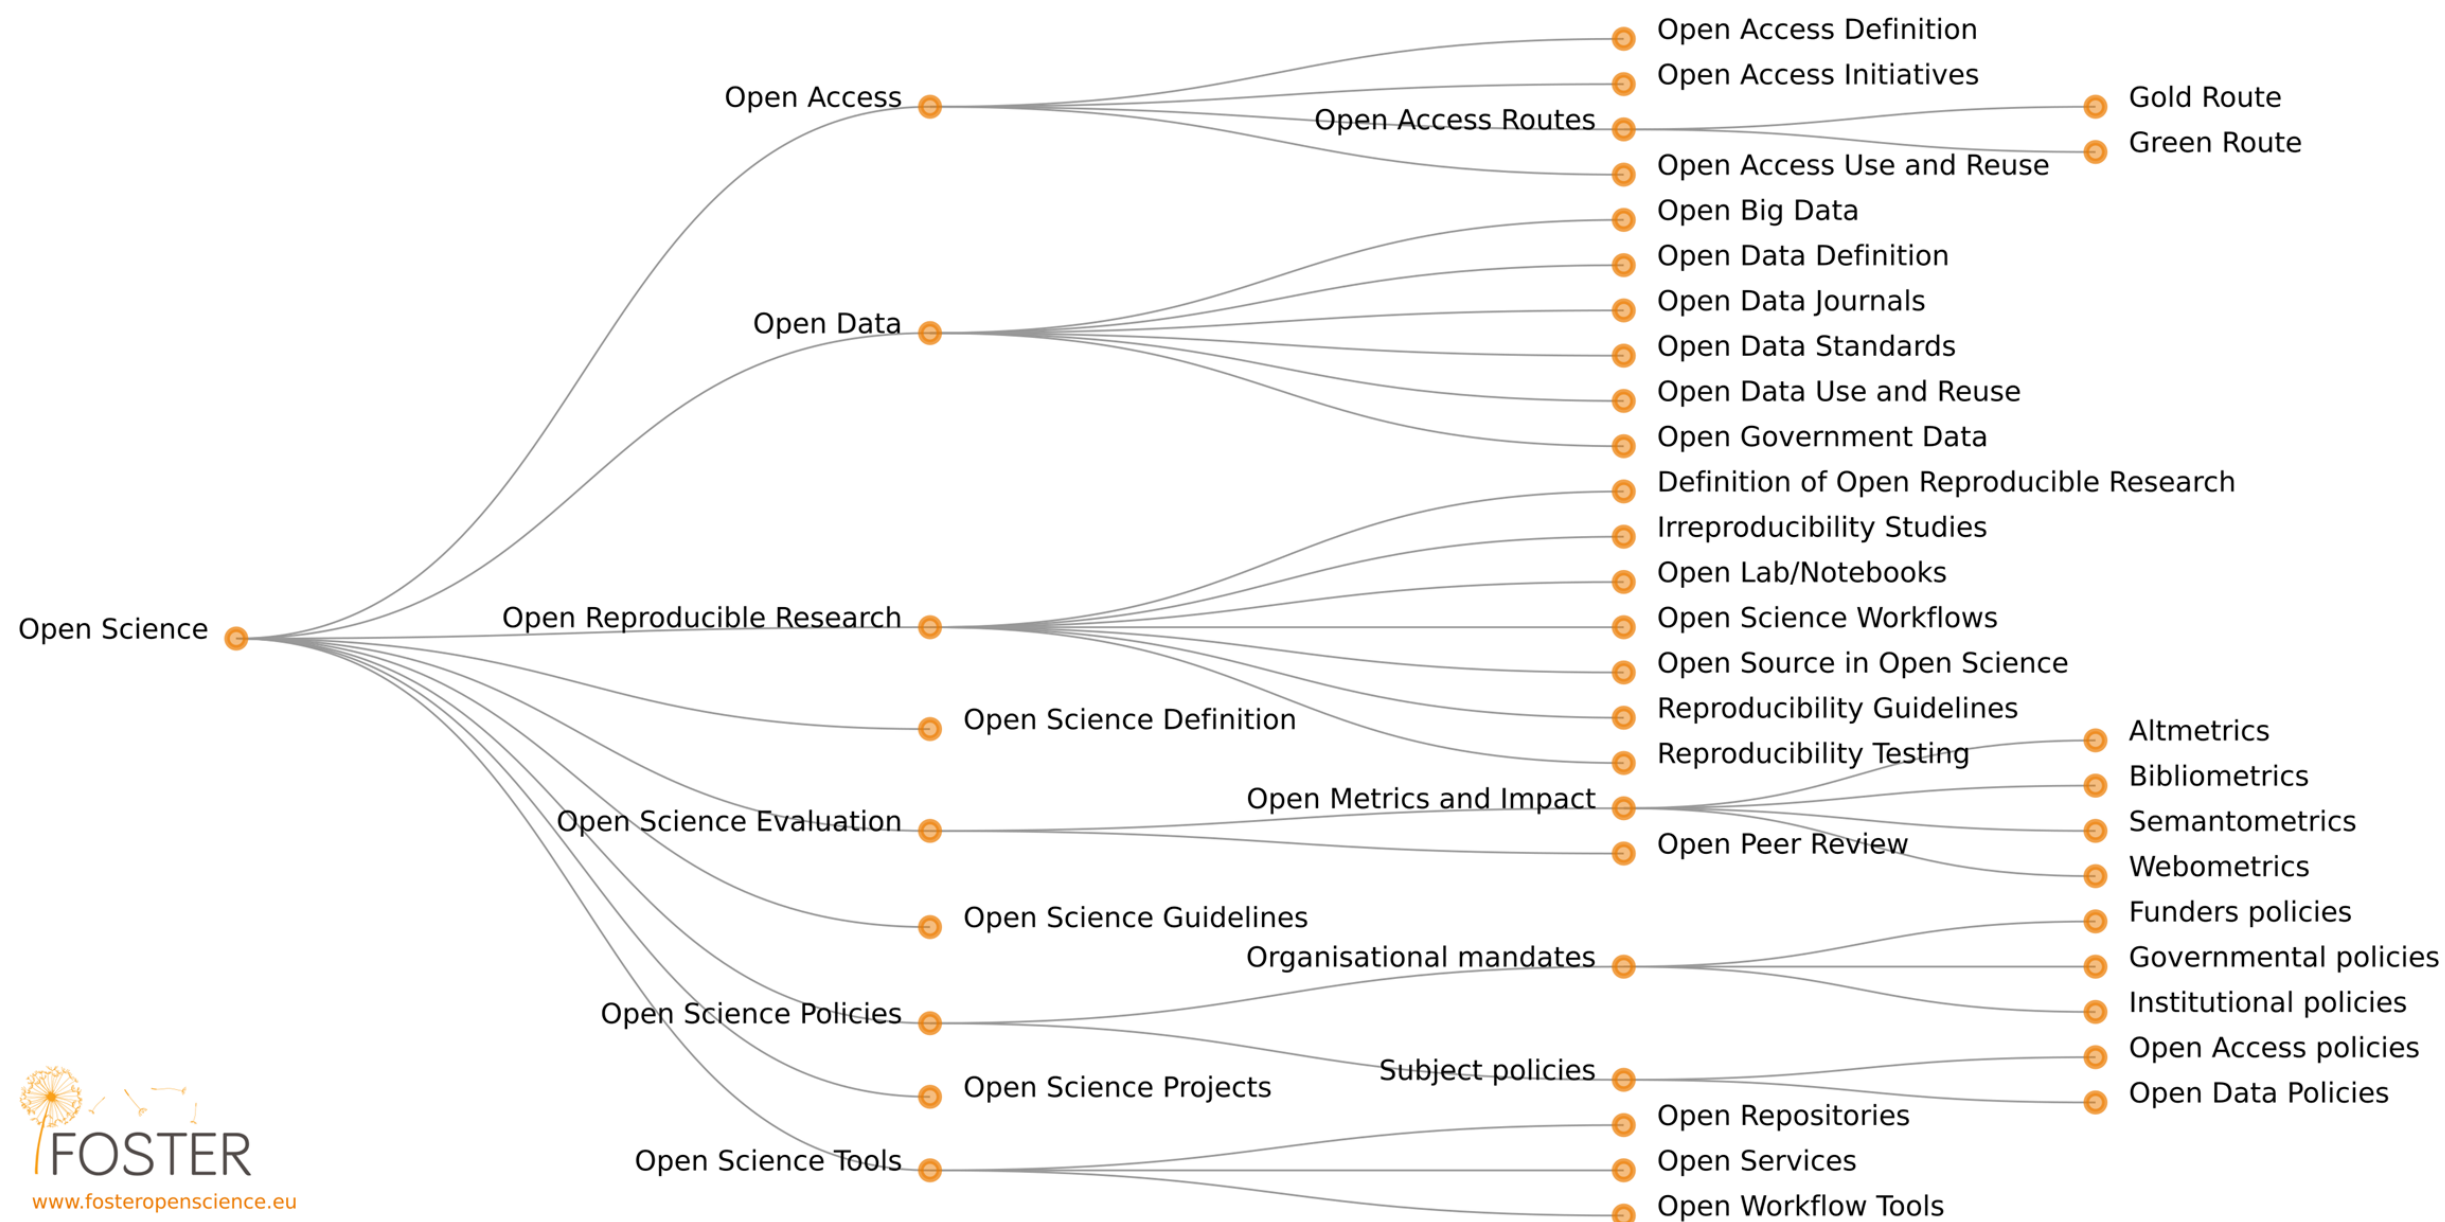 Open Access Definition
Open Access Initiatives
Open Access
Gold Route
Open Access Routes
Green Route
Open Access Use and Reuse
Open Big Data
Open Data Definition
Open Data Journals
Open Data
Open Data Standards
Open Data Use and Reuse
Open Government Data
Definition of Open Reproducible Research
Irreproducibility Studies
Open Lab/Notebooks
Open Reproducible Research
Open Science Workflows
Open Science
Open Source in Open Science
Reproducibility Guidelines
Open Science Definition
Altmetrics
Reproducibility Testing
Bibliometrics
Open Metrics and Impact
Open Science Evaluation
Semantometrics
Open Peer Review
Webometrics
Funders policies
Open Science Guidelines
Organisational mandates
Governmental policies
Institutional policies
Open Science Policies
Open Access policies
Subject policies
Open Science Projects
Open Data Policies
Open Repositories
Open Science Tools
Open Services
Open Workflow Tools
FOSTER
www.fosteropenscience.eu